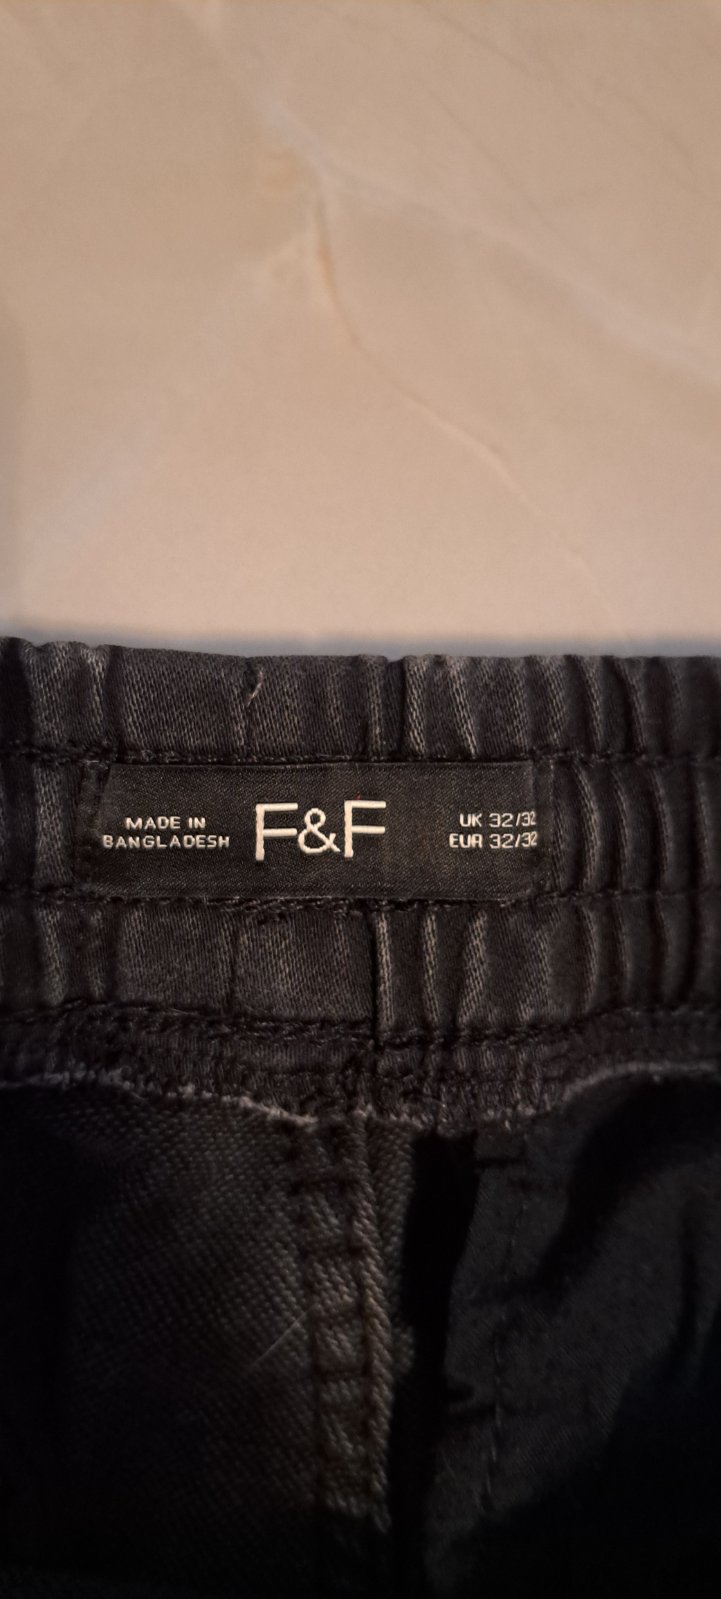 MADE IN
BANGLADESH
F&F
UK 32/32
EUR 32/32